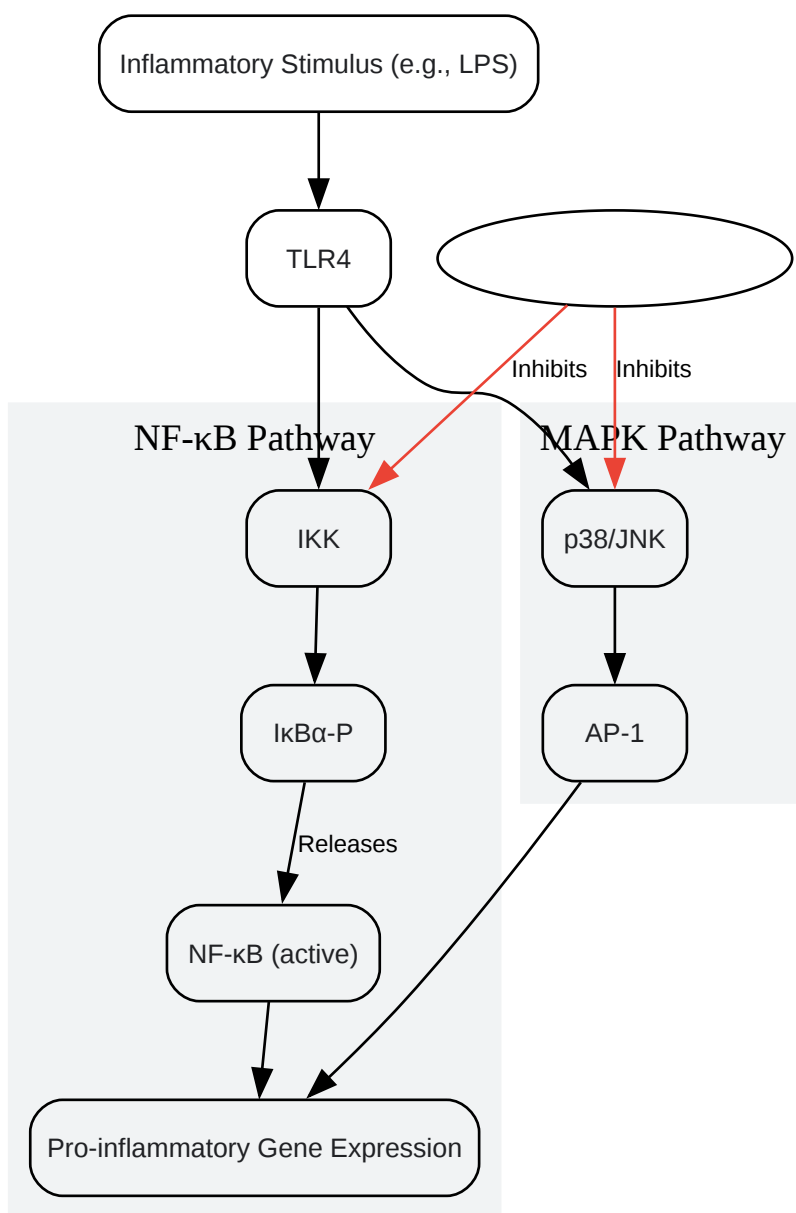 Inflammatory Stimulus (e.g., LPS)
TLR4
Inhibits
Inhibits
NF-κB Pathway
MAPK Pathway
IKK
p38/JNK
IκBα-P
AP-1
Releases
NF-κB (active)
Pro-inflammatory Gene Expression